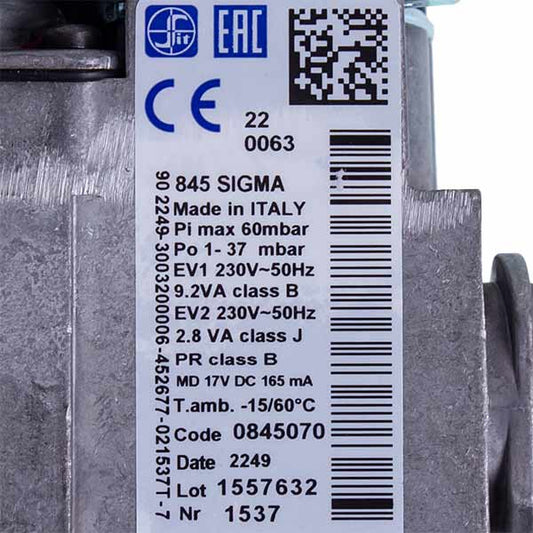 Sit
EAC
CE
22
0063
845 SIGMA
Made in ITALY
Pi max 60mbar
Po 1- 37 mbar
EV1 230V~50Hz
9.2VA class B
EV2 230V~50Hz
2.8 VA class J
PR class B
MD 17V DC 165 mA
T.amb. -15/60°C
Code 0845070
Date 2249
Lot 1557632
Nr 1537
90 2249-3003200006-452677-021537T-7